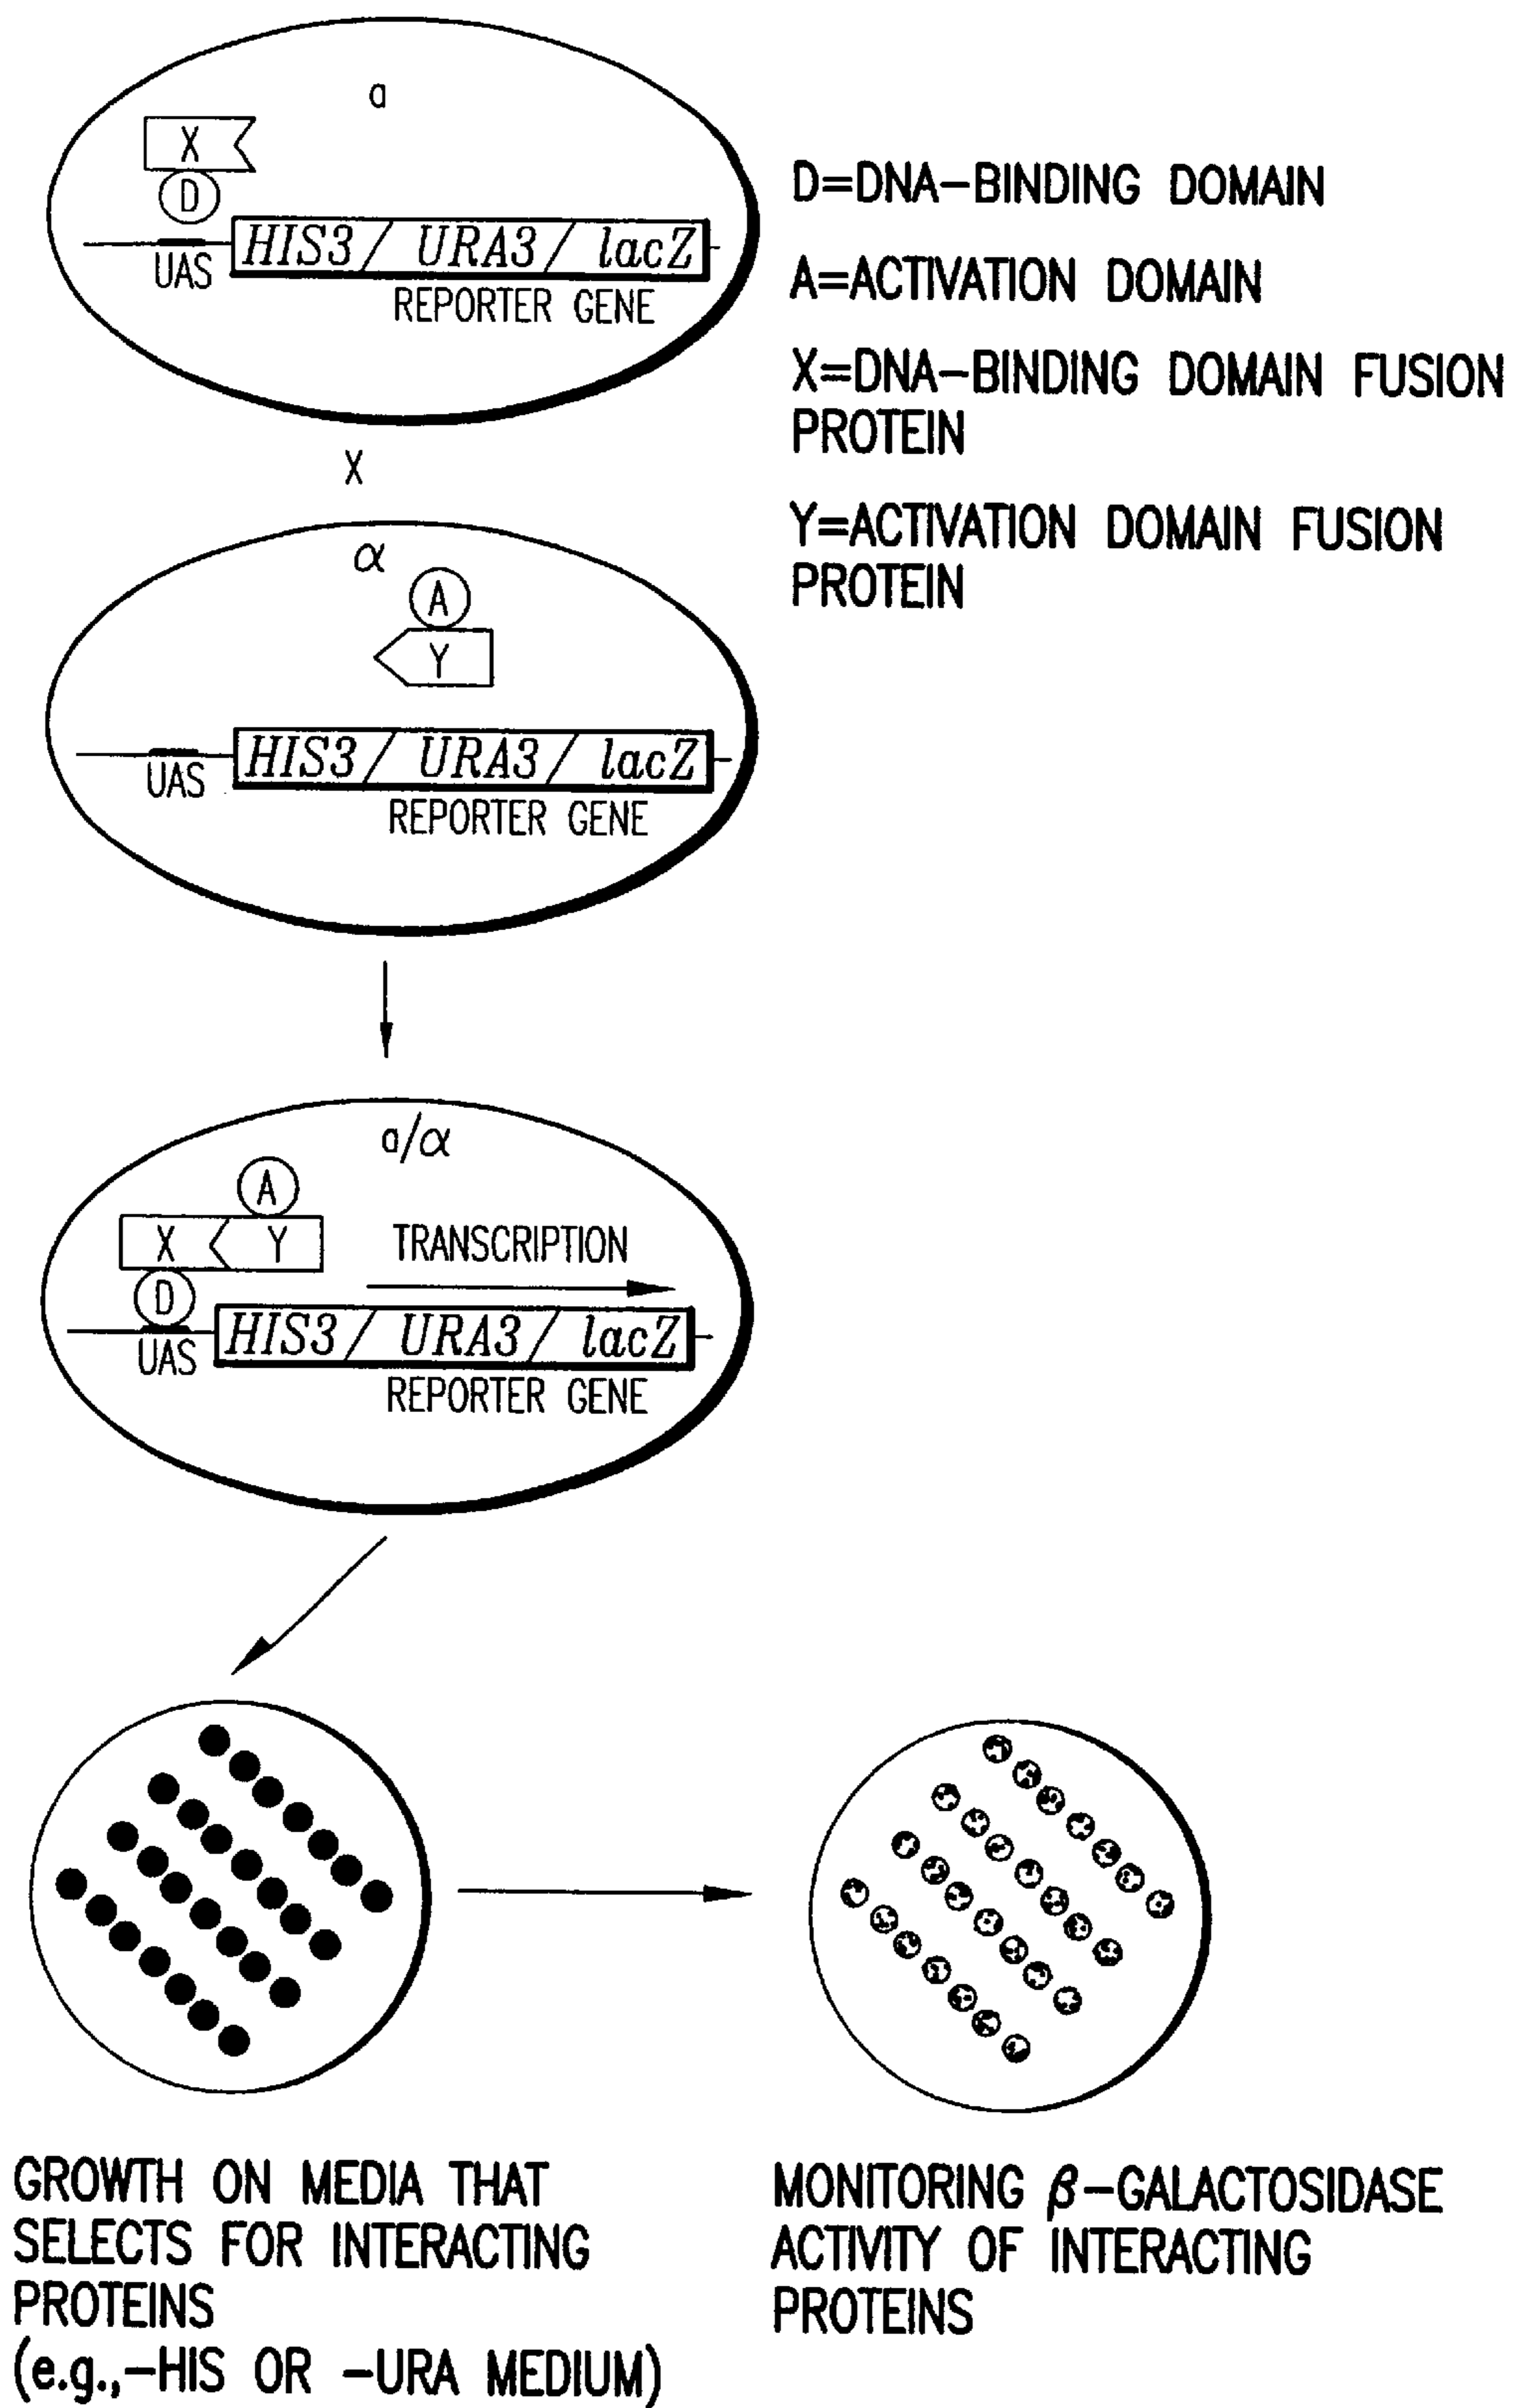 a
X
D
HIS3/ URA3/ lacZ
UAS
REPORTER GENE
D=DNA-BINDING DOMAIN
A=ACTIVATION DOMAIN
X=DNA-BINDING DOMAIN FUSION
PROTEIN
Y=ACTIVATION DOMAIN FUSION
PROTEIN
X
α
A
Y
HIS3/ URA3/ lacZ
UAS
REPORTER GENE
a/α
A
X Y
TRANSCRIPTION
D
HIS3/ URA3/ lacZ
UAS
REPORTER GENE
GROWTH ON MEDIA THAT
SELECTS FOR INTERACTING
PROTEINS
(e.g.,-HIS OR -URA MEDIUM)
MONITORING β-GALACTOSIDASE
ACTIVITY OF INTERACTING
PROTEINS